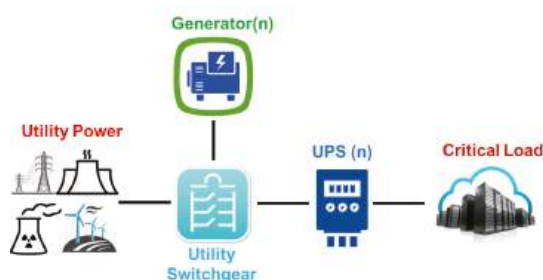 Generator(n)
Utility Power
UPS (n)
Critical Load
Utility
Switchgear